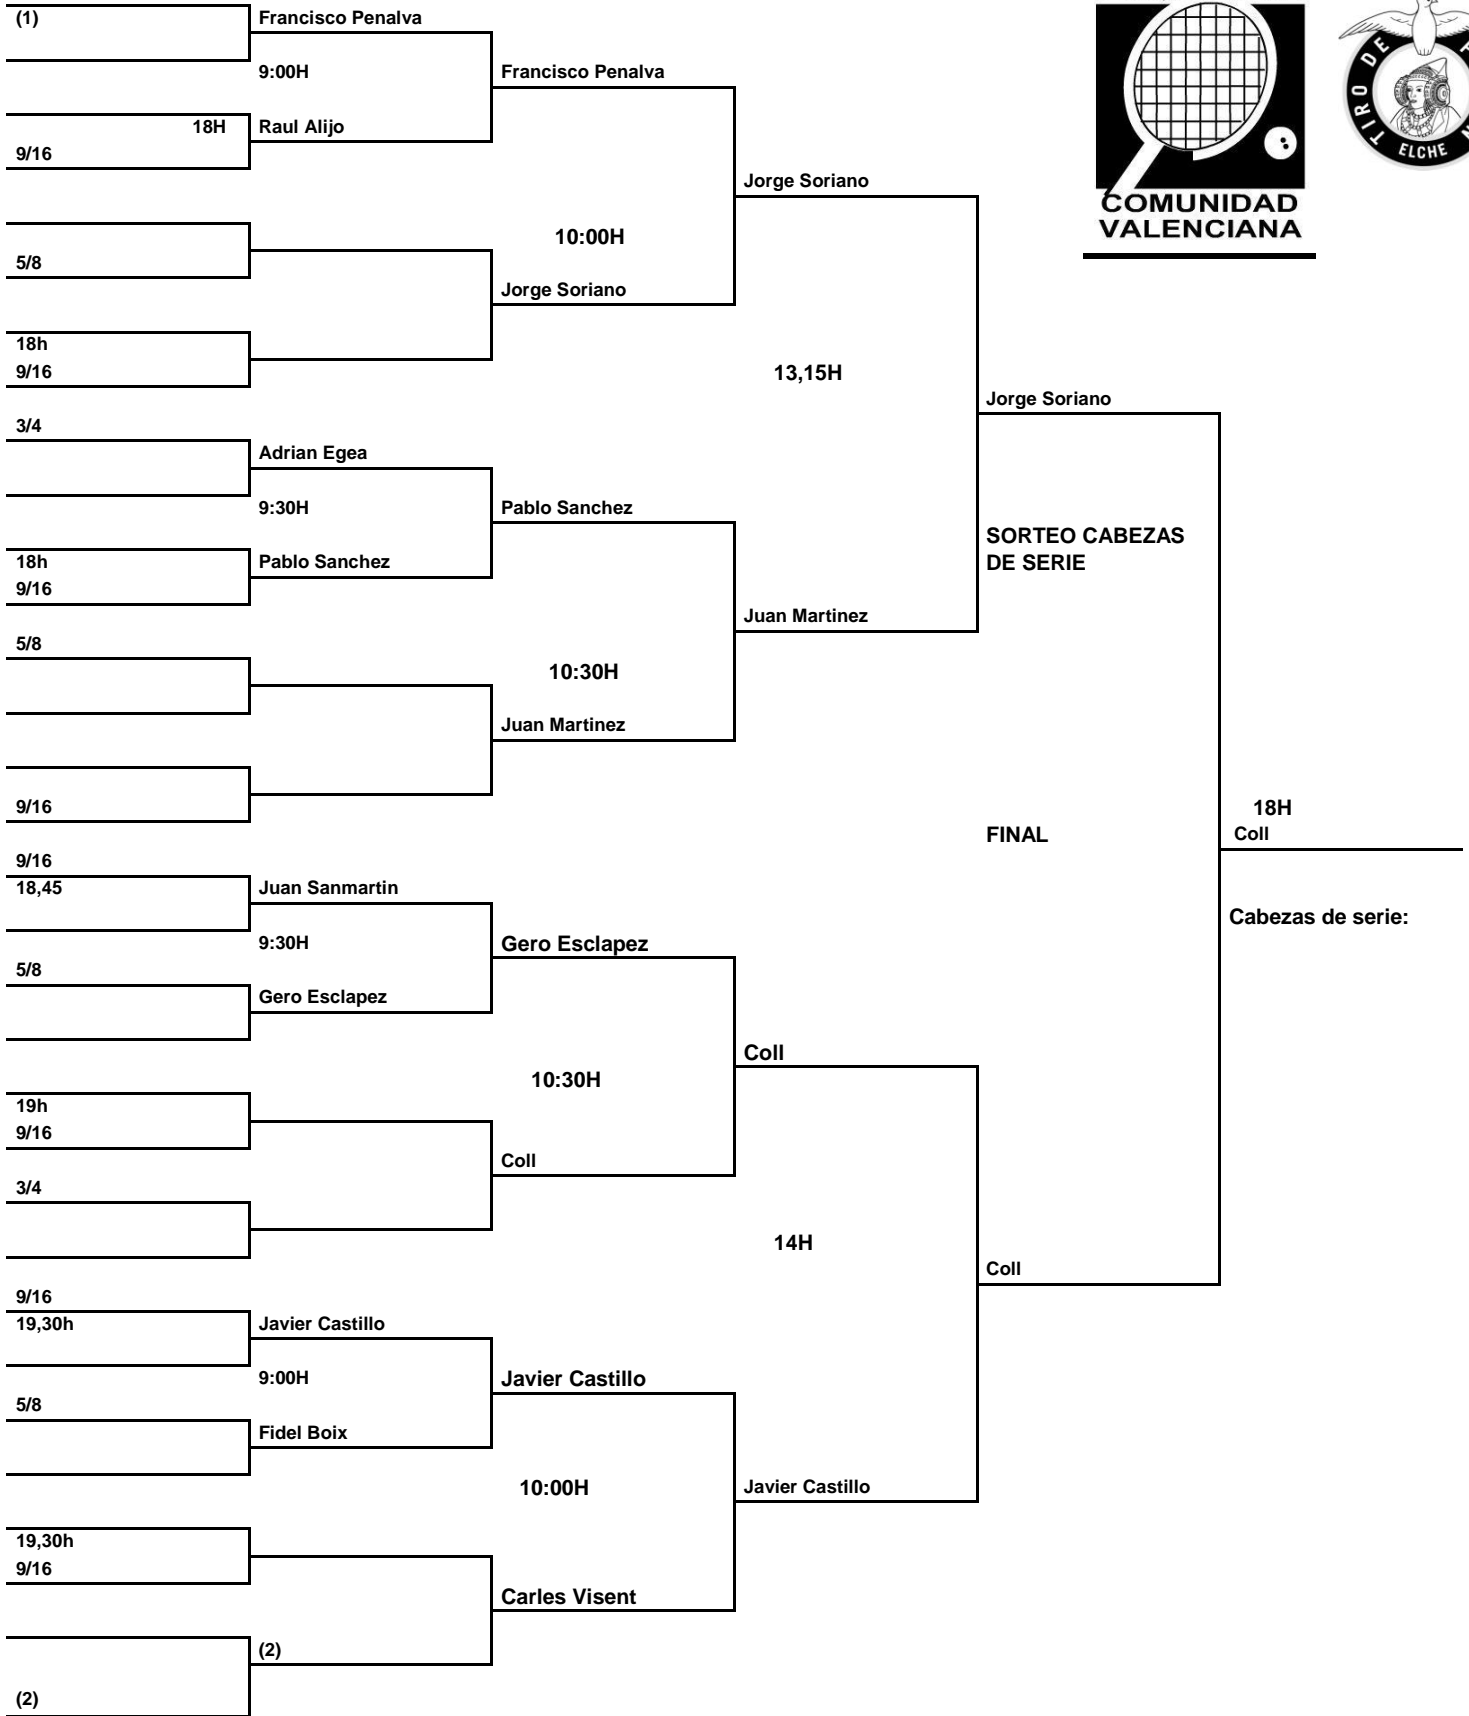 (1)
Francisco Penalva
9:00H
Francisco Penalva
18H
Raul Alijo
9/16
Jorge Soriano
COMUNIDAD
VALENCIANA
TIRO DE
ELCHE
10:00H
5/8
Jorge Soriano
18h
9/16
13,15H
Jorge Soriano
3/4
Adrian Egea
9:30H
Pablo Sanchez
SORTEO CABEZAS
DE SERIE
18h
Pablo Sanchez
9/16
Juan Martinez
5/8
10:30H
Juan Martinez
9/16
18H
FINAL
Coll
9/16
18,45
Juan Sanmartin
Cabezas de serie:
9:30H
Gero Esclapez
5/8
Gero Esclapez
Coll
10:30H
19h
9/16
Coll
3/4
14H
Coll
9/16
19,30h
Javier Castillo
9:00H
Javier Castillo
5/8
Fidel Boix
10:00H
Javier Castillo
19,30h
9/16
Carles Visent
(2)
(2)